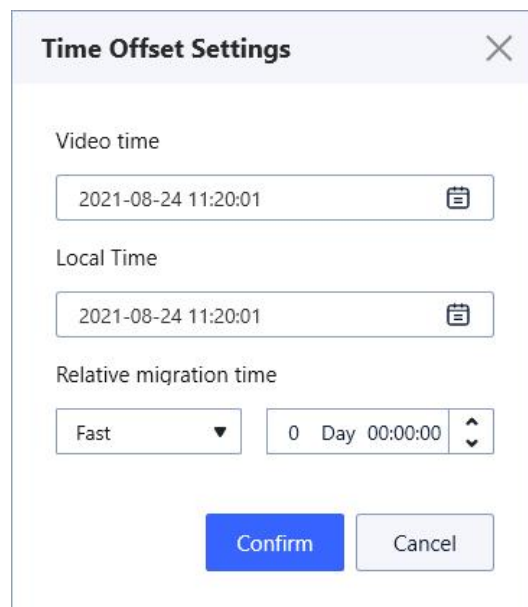 Time Offset Settings
Video time
2021-08-24 11:20:01
Local Time
2021-08-24 11:20:01
Relative migration time
Fast 0 Day 00:00:00
Confirm Cancel